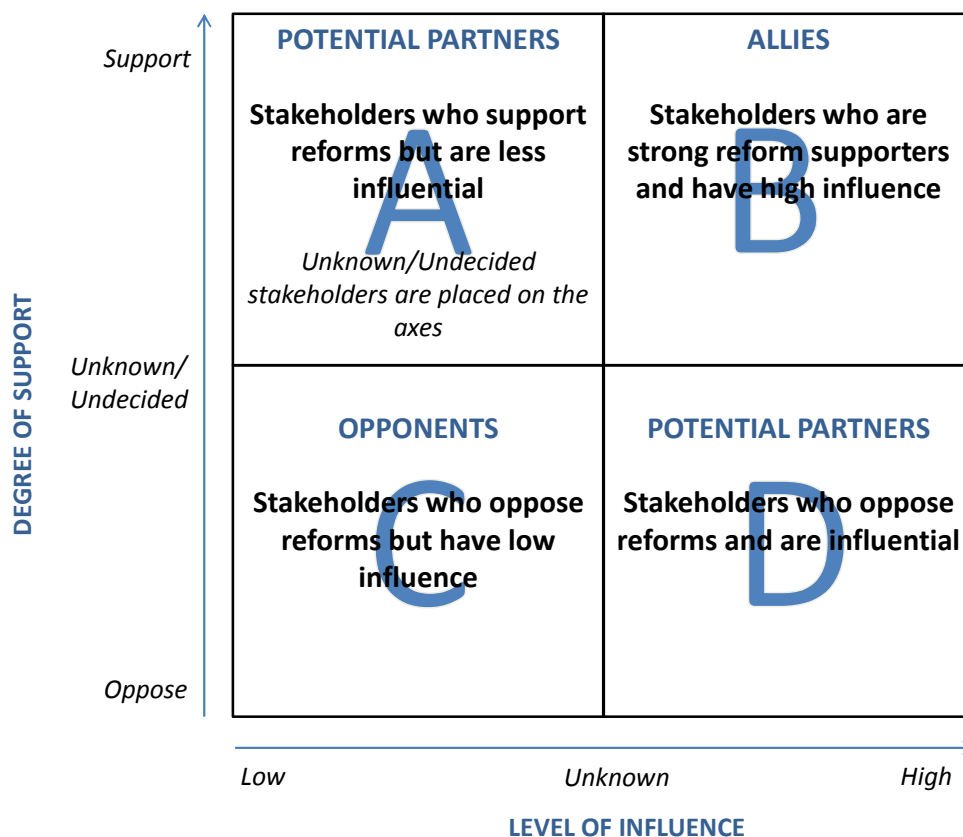 POTENTIAL PARTNERS
Stakeholders who support
reforms but are less
influential
A
Unknown/Undecided
stakeholders are placed on the
axes
ALLIES
Stakeholders who are
strong reform supporters
and have high influence
B
OPPONENTS
Stakeholders who oppose
reforms but have low
influence
C
POTENTIAL PARTNERS
Stakeholders who oppose
reforms and are influential
D
DEGREE OF SUPPORT
Support
Unknown/
Undecided
Oppose
Low
Unknown
High
LEVEL OF INFLUENCE